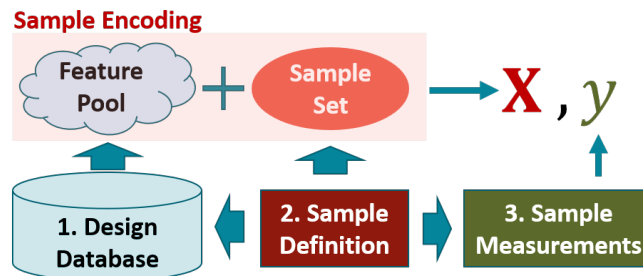 Sample Encoding
Feature
Pool
+
Sample
Set
X , y
1. Design
Database
2. Sample
Definition
3. Sample
Measurements